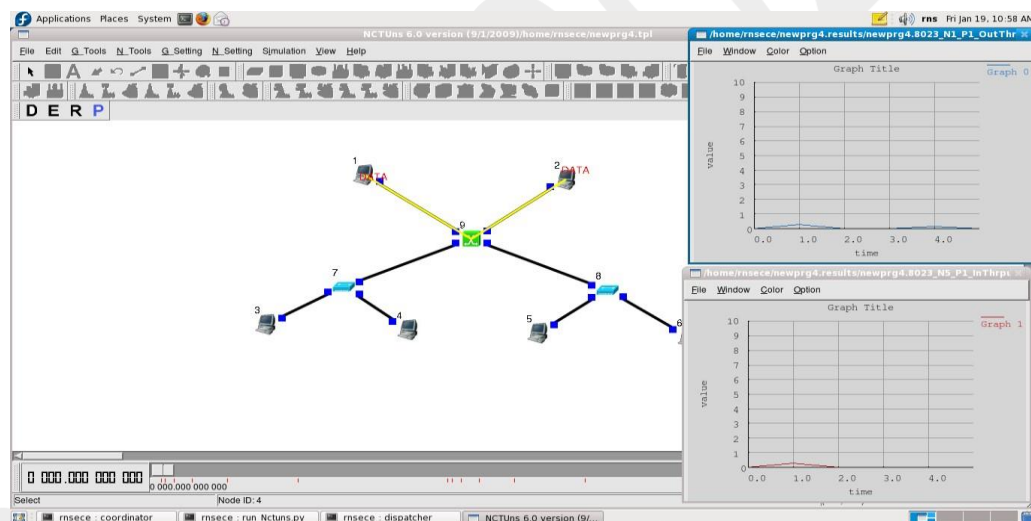 Applications Places System rns Fri Jan 19, 10:58 AM
NCTUns 6.0 version (9/1/2009)/home/rnsece/newprg4.tpl
File Edit G_Tools N_Tools G_Setting N_Setting Simulation View Help
D E R P
1
DATA
2
DATA
9
7
8
3
4
5
6
0 000.000 000 000
0 000.000 000 000
Select Node ID: 4
/home/rnsece/newprg4.results/newprg4.8023_N1_P1_OutThr
File Window Color Option
Graph Title
Graph 0
10
9
8
7
6
5
4
3
2
1
0
value
0.0 1.0 2.0 3.0 4.0
time
/home/rnsece/newprg4.results/newprg4.8023_N5_P1_InThrpu
File Window Color Option
Graph Title
Graph 1
10
9
8
7
6
5
4
3
2
1
0
value
0.0 1.0 2.0 3.0 4.0
time
rnsece : coordinator rnsece : run Nctuns.py rnsece : dispatcher NCTUns 6.0 version (9/...